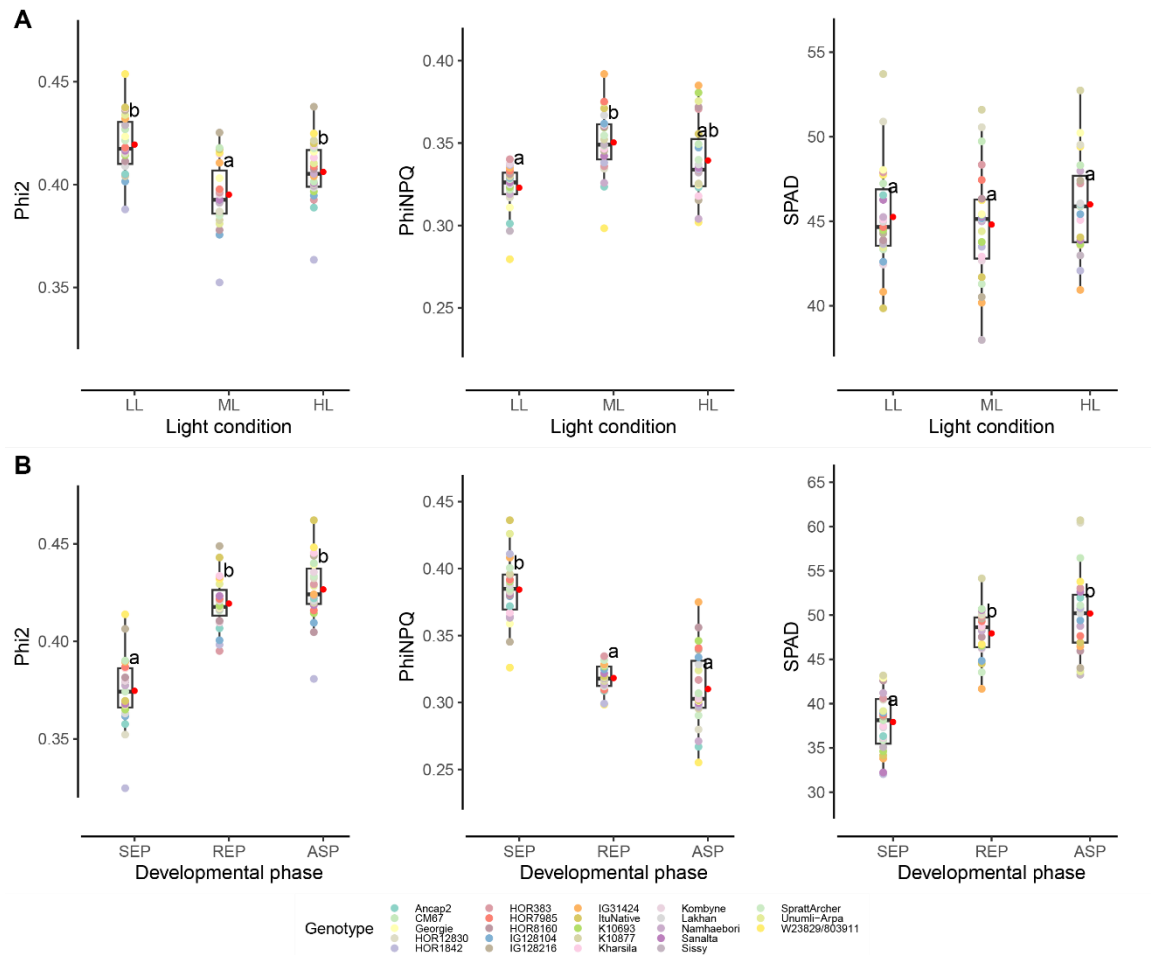 A
Phi2
0.45
0.40
0.35
b
a
b
LL ML HL
Light condition
PhiNPQ
0.40
0.35
0.30
0.25
a
b
ab
LL ML HL
Light condition
SPAD
55
50
45
40
a
a
a
LL ML HL
Light condition
B
Phi2
0.45
0.40
0.35
a
b
b
SEP REP ASP
Developmental phase
PhiNPQ
0.45
0.40
0.35
0.30
0.25
b
a
a
SEP REP ASP
Developmental phase
SPAD
65
60
55
50
45
40
35
30
a
b
b
SEP REP ASP
Developmental phase
Genotype
Ancap2 HOR383 IG31424 Kombyne SprattArcher
CM67 HOR7985 ItuNative Lakhan Unumli−Arpa
Georgie HOR8160 K10693 Namhaebori W23829/803911
HOR12830 IG128104 K10877 Sanalta
HOR1842 IG128216 Kharsila Sissy